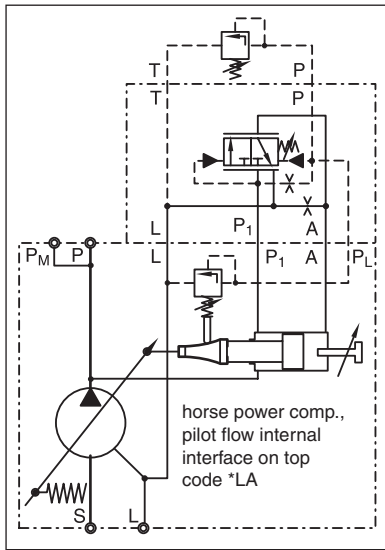 T P
T P
L P1 A
L P1 A PL
PM P
horse power comp.,
pilot flow internal
interface on top
code *LA
S L